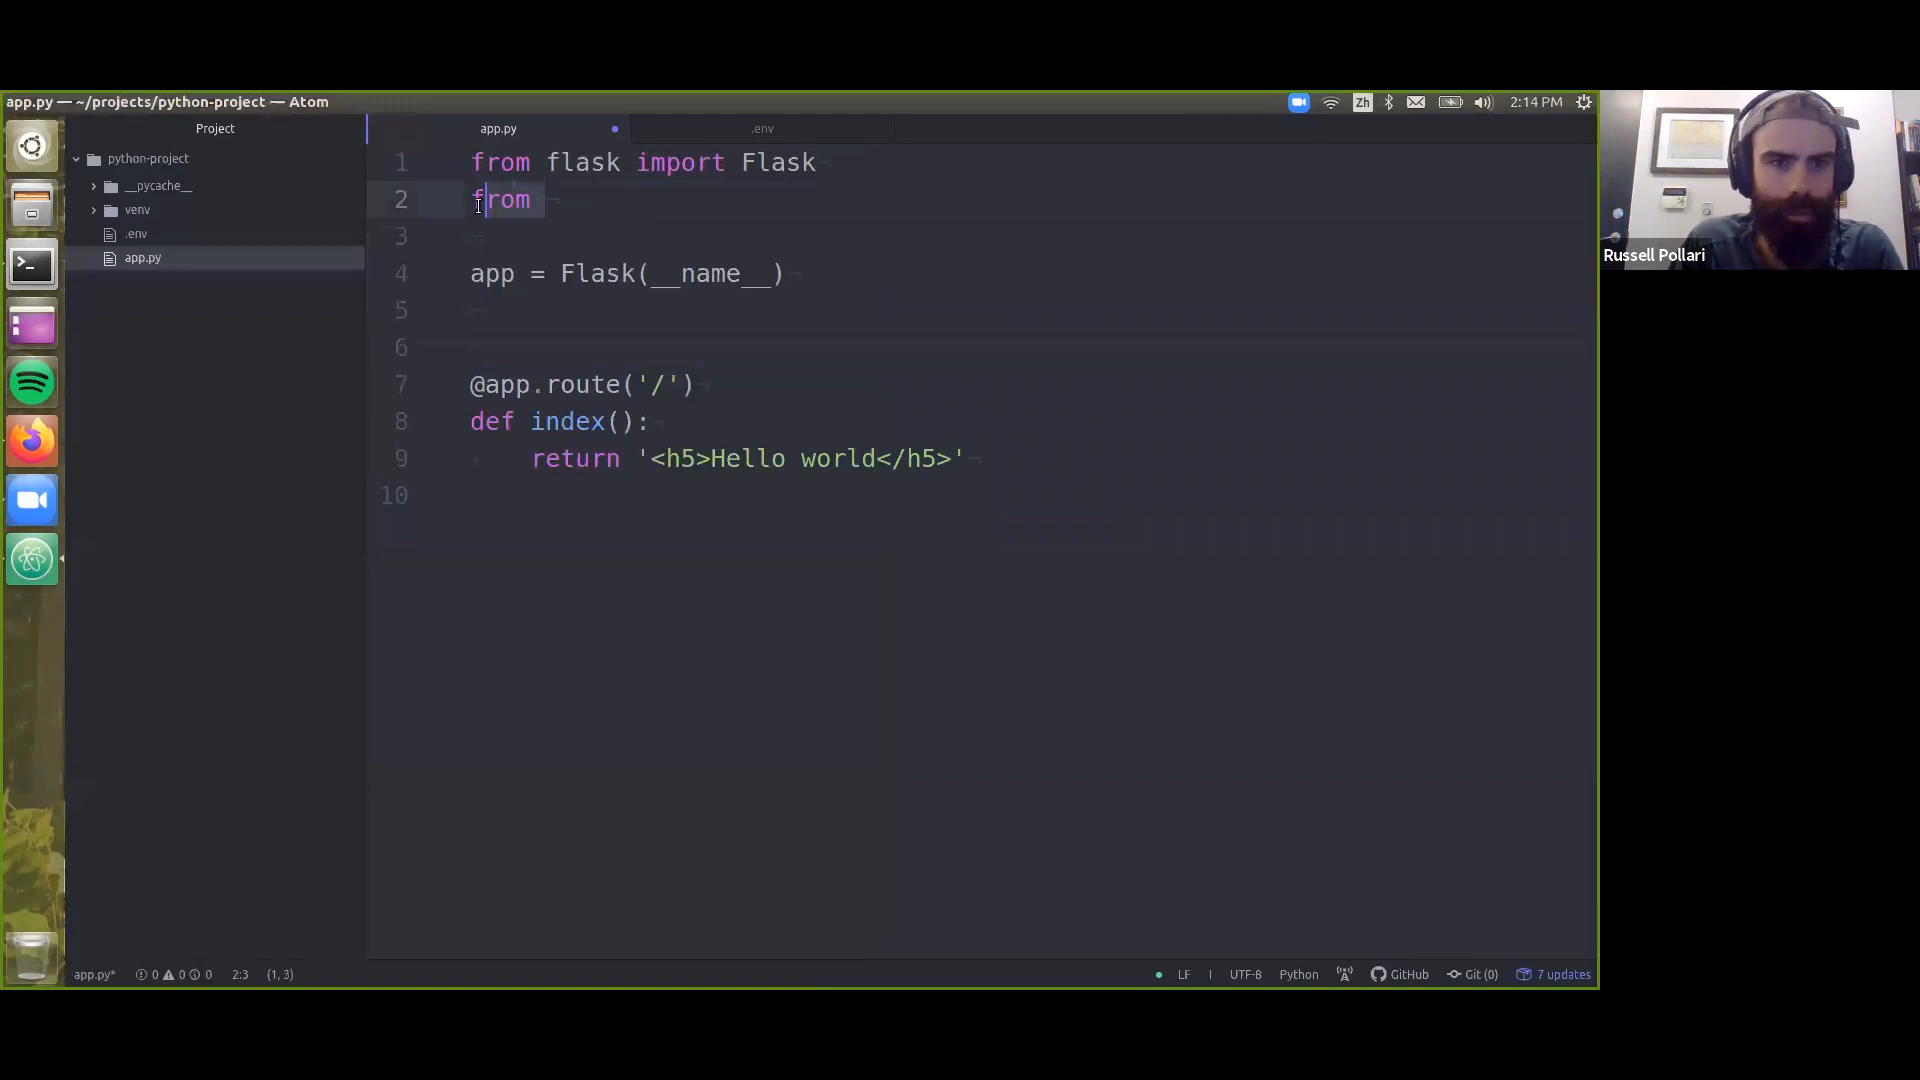 app.py — ~/projects/python-project — Atom
Zh
2:14 PM
Project
app.py
.env
python-project
__pycache__
venv
.env
app.py
1 from flask import Flask
2 from
3
4 app = Flask(__name__)
5
6
7 @app.route('/')
8 def index():
9 return '<h5>Hello world</h5>'
10
Russell Pollari
app.py* 0 0 0 2:3 (1, 3)
LF UTF-8 Python GitHub Git (0) 7 updates